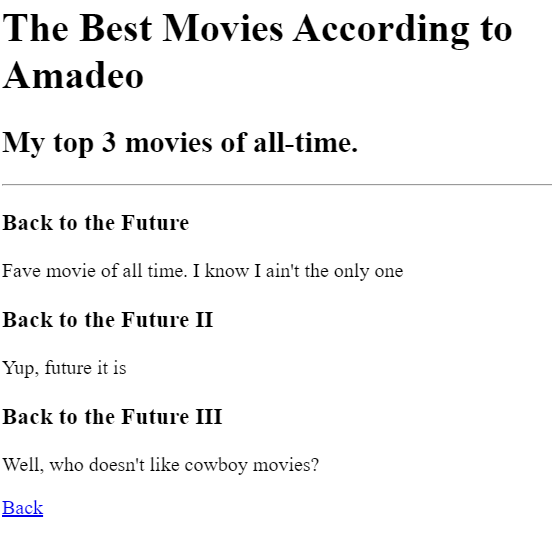 The Best Movies According to
Amadeo
My top 3 movies of all-time.
Back to the Future
Fave movie of all time. I know I ain't the only one
Back to the Future II
Yup, future it is
Back to the Future III
Well, who doesn't like cowboy movies?
Back